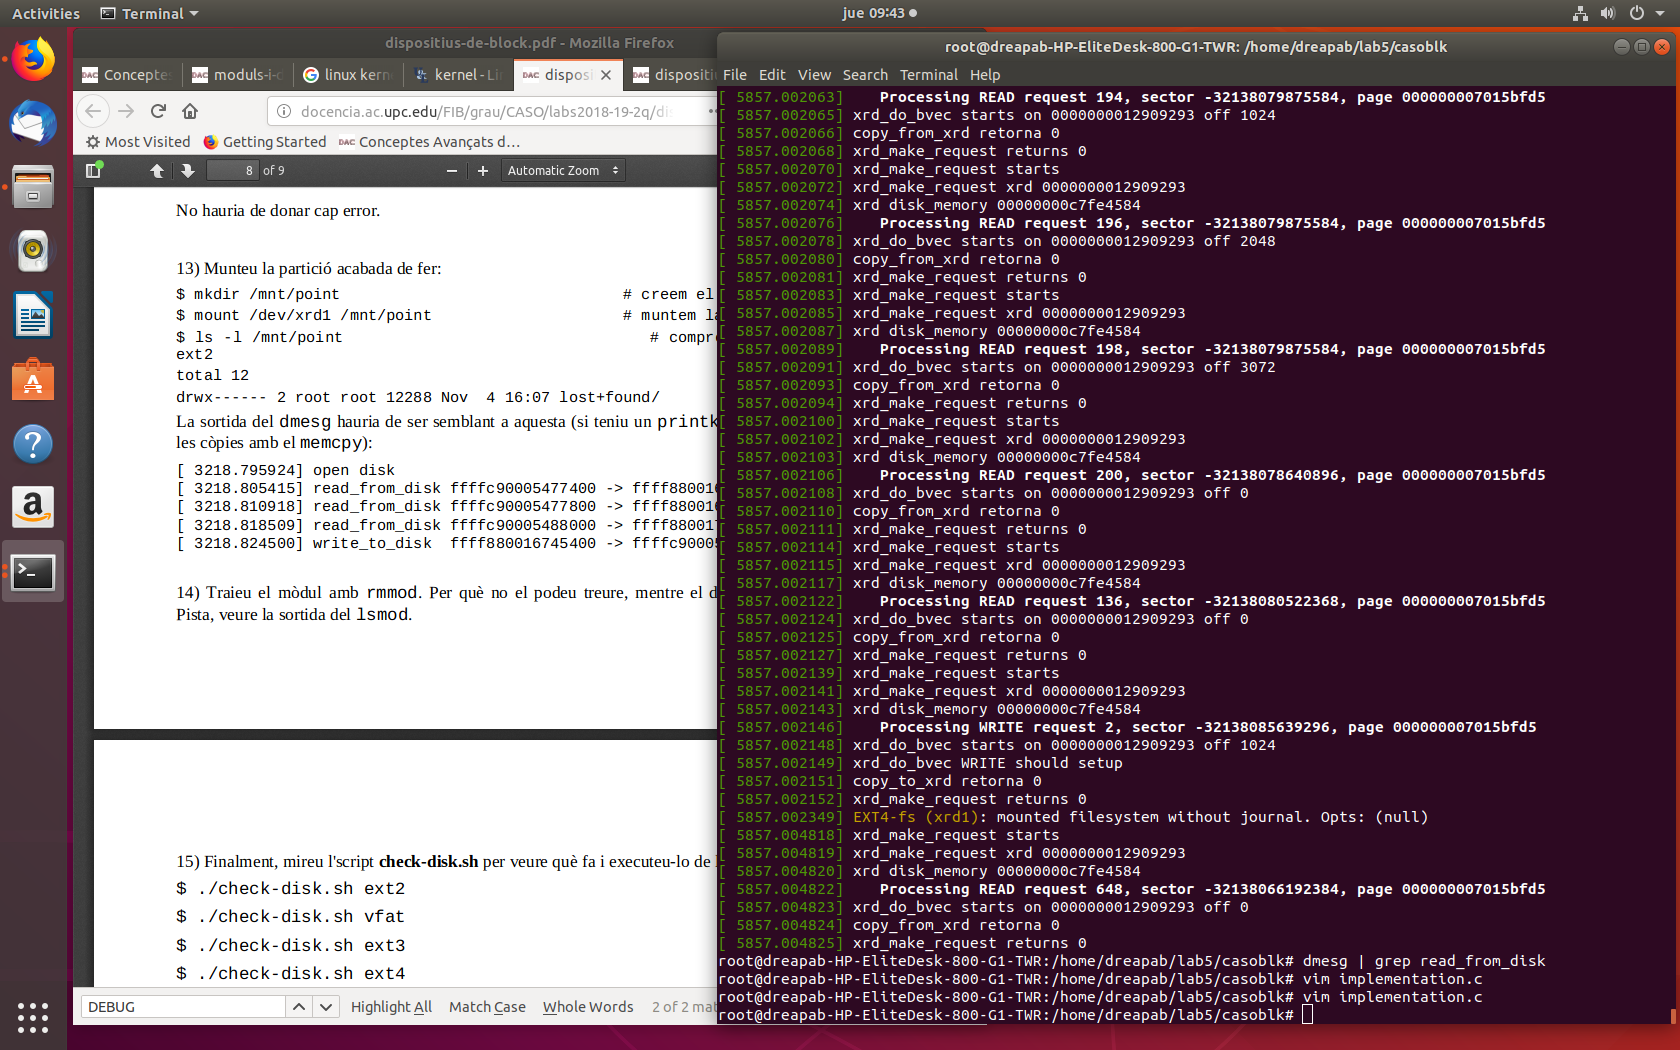 Activities
Terminal
jue 09:43
dispositius-de-block.pdf - Mozilla Firefox
Conceptes
moduls-i-d
linux kern
kernel - Li
disposi
dispositi
docencia.ac.upc.edu/FIB/grau/CASO/labs2018-19-2q/dis
Most Visited
Getting Started
Conceptes Avançats d…
8 of 9
Automatic Zoom
No hauria de donar cap error.
13) Munteu la partició acabada de fer:
$ mkdir /mnt/point # creem el
$ mount /dev/xrd1 /mnt/point # muntem la
$ ls -l /mnt/point # compro
ext2
total 12
drwx------ 2 root root 12288 Nov 4 16:07 lost+found/
La sortida del dmesg hauria de ser semblant a aquesta (si teniu un printk
les còpies amb el memcpy):
[ 3218.795924] open disk
[ 3218.805415] read_from_disk ffffc90005477400 -> ffff88001
[ 3218.810918] read_from_disk ffffc90005477800 -> ffff88001
[ 3218.818509] read_from_disk ffffc90005488000 -> ffff88001
[ 3218.824500] write_to_disk ffff880016745400 -> ffffc9000
14) Traieu el mòdul amb rmmod. Per què no el podeu treure, mentre el d
Pista, veure la sortida del lsmod.
15) Finalment, mireu l'script check-disk.sh per veure què fa i executeu-lo de
$ ./check-disk.sh ext2
$ ./check-disk.sh vfat
$ ./check-disk.sh ext3
$ ./check-disk.sh ext4
DEBUG
Highlight All
Match Case
Whole Words
2 of 2 mat
root@dreapab-HP-EliteDesk-800-G1-TWR: /home/dreapab/lab5/casoblk
File Edit View Search Terminal Help
[ 5857.002063] Processing READ request 194, sector -32138079875584, page 000000007015bfd5
[ 5857.002065] xrd_do_bvec starts on 0000000012909293 off 1024
[ 5857.002066] copy_from_xrd retorna 0
[ 5857.002068] xrd_make_request returns 0
[ 5857.002070] xrd_make_request starts
[ 5857.002072] xrd_make_request xrd 0000000012909293
[ 5857.002074] xrd disk_memory 00000000c7fe4584
[ 5857.002076] Processing READ request 196, sector -32138079875584, page 000000007015bfd5
[ 5857.002078] xrd_do_bvec starts on 0000000012909293 off 2048
[ 5857.002080] copy_from_xrd retorna 0
[ 5857.002081] xrd_make_request returns 0
[ 5857.002083] xrd_make_request starts
[ 5857.002085] xrd_make_request xrd 0000000012909293
[ 5857.002087] xrd disk_memory 00000000c7fe4584
[ 5857.002089] Processing READ request 198, sector -32138079875584, page 000000007015bfd5
[ 5857.002091] xrd_do_bvec starts on 0000000012909293 off 3072
[ 5857.002093] copy_from_xrd retorna 0
[ 5857.002094] xrd_make_request returns 0
[ 5857.002100] xrd_make_request starts
[ 5857.002102] xrd_make_request xrd 0000000012909293
[ 5857.002103] xrd disk_memory 00000000c7fe4584
[ 5857.002106] Processing READ request 200, sector -32138078640896, page 000000007015bfd5
[ 5857.002108] xrd_do_bvec starts on 0000000012909293 off 0
[ 5857.002110] copy_from_xrd retorna 0
[ 5857.002111] xrd_make_request returns 0
[ 5857.002114] xrd_make_request starts
[ 5857.002115] xrd_make_request xrd 0000000012909293
[ 5857.002117] xrd disk_memory 00000000c7fe4584
[ 5857.002122] Processing READ request 136, sector -32138080522368, page 000000007015bfd5
[ 5857.002124] xrd_do_bvec starts on 0000000012909293 off 0
[ 5857.002125] copy_from_xrd retorna 0
[ 5857.002127] xrd_make_request returns 0
[ 5857.002139] xrd_make_request starts
[ 5857.002141] xrd_make_request xrd 0000000012909293
[ 5857.002143] xrd disk_memory 00000000c7fe4584
[ 5857.002146] Processing WRITE request 2, sector -32138085639296, page 000000007015bfd5
[ 5857.002148] xrd_do_bvec starts on 0000000012909293 off 1024
[ 5857.002149] xrd_do_bvec WRITE should setup
[ 5857.002151] copy_to_xrd retorna 0
[ 5857.002152] xrd_make_request returns 0
[ 5857.002349] EXT4-fs (xrd1): mounted filesystem without journal. Opts: (null)
[ 5857.004818] xrd_make_request starts
[ 5857.004819] xrd_make_request xrd 0000000012909293
[ 5857.004820] xrd disk_memory 00000000c7fe4584
[ 5857.004822] Processing READ request 648, sector -32138066192384, page 000000007015bfd5
[ 5857.004823] xrd_do_bvec starts on 0000000012909293 off 0
[ 5857.004824] copy_from_xrd retorna 0
[ 5857.004825] xrd_make_request returns 0
root@dreapab-HP-EliteDesk-800-G1-TWR:/home/dreapab/lab5/casoblk# dmesg | grep read_from_disk
root@dreapab-HP-EliteDesk-800-G1-TWR:/home/dreapab/lab5/casoblk# vim implementation.c
root@dreapab-HP-EliteDesk-800-G1-TWR:/home/dreapab/lab5/casoblk# vim implementation.c
root@dreapab-HP-EliteDesk-800-G1-TWR:/home/dreapab/lab5/casoblk#